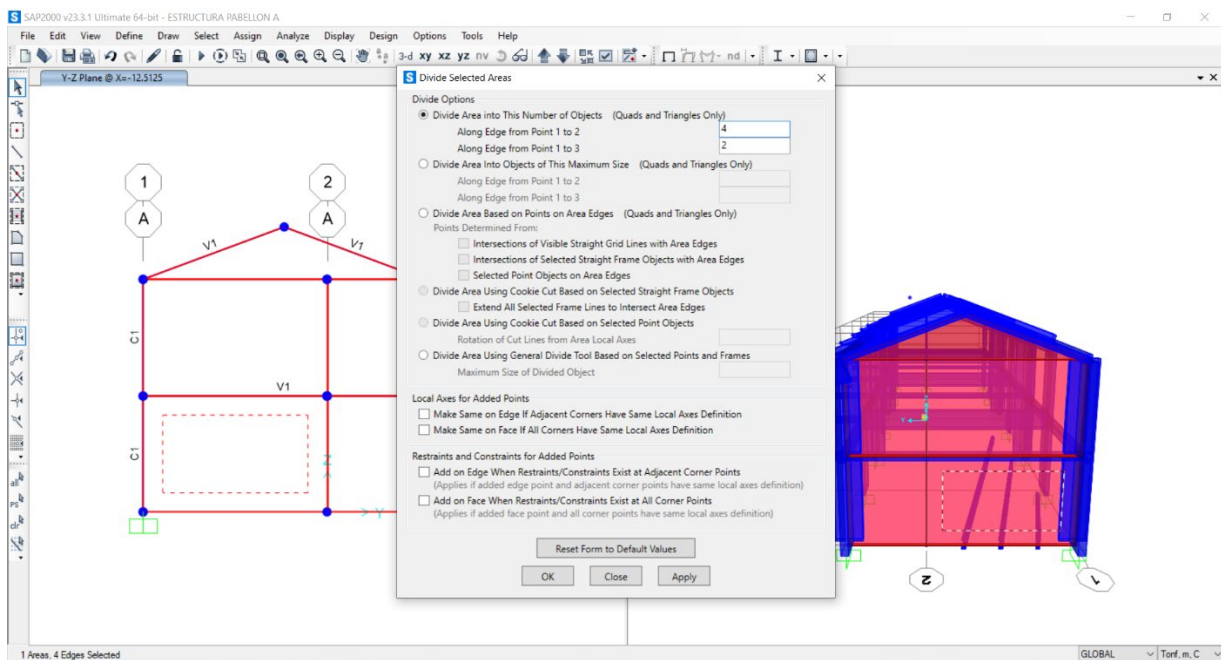 SAP2000 v23.3.1 Ultimate 64-bit - ESTRUCTURA PABELLON A
File Edit View Define Draw Select Assign Analyze Display Design Options Tools Help
3-d xy xz yz nv nd
Y-Z Plane @ X=-12.5125
1 2
A A
V1 V1
C1
V1
C1
Z
Y
Divide Selected Areas
Divide Options
Divide Area into This Number of Objects (Quads and Triangles Only)
Along Edge from Point 1 to 2 4
Along Edge from Point 1 to 3 2
Divide Area Into Objects of This Maximum Size (Quads and Triangles Only)
Along Edge from Point 1 to 2
Along Edge from Point 1 to 3
Divide Area Based on Points on Area Edges (Quads and Triangles Only)
Points Determined From:
Intersections of Visible Straight Grid Lines with Area Edges
Intersections of Selected Straight Frame Objects with Area Edges
Selected Point Objects on Area Edges
Divide Area Using Cookie Cut Based on Selected Straight Frame Objects
Extend All Selected Frame Lines to Intersect Area Edges
Divide Area Using Cookie Cut Based on Selected Point Objects
Rotation of Cut Lines from Area Local Axes
Divide Area Using General Divide Tool Based on Selected Points and Frames
Maximum Size of Divided Object
Local Axes for Added Points
Make Same on Edge If Adjacent Corners Have Same Local Axes Definition
Make Same on Face If All Corners Have Same Local Axes Definition
Restraints and Constraints for Added Points
Add on Edge When Restraints/Constraints Exist at Adjacent Corner Points
(Applies if added edge point and adjacent corner points have same local axes definition)
Add on Face When Restraints/Constraints Exist at All Corner Points
(Applies if added face point and all corner points have same local axes definition)
Reset Form to Default Values
OK Close Apply
Z
Y
2 1
all
ps
clr
1 Areas, 4 Edges Selected
GLOBAL Tonf, m, C